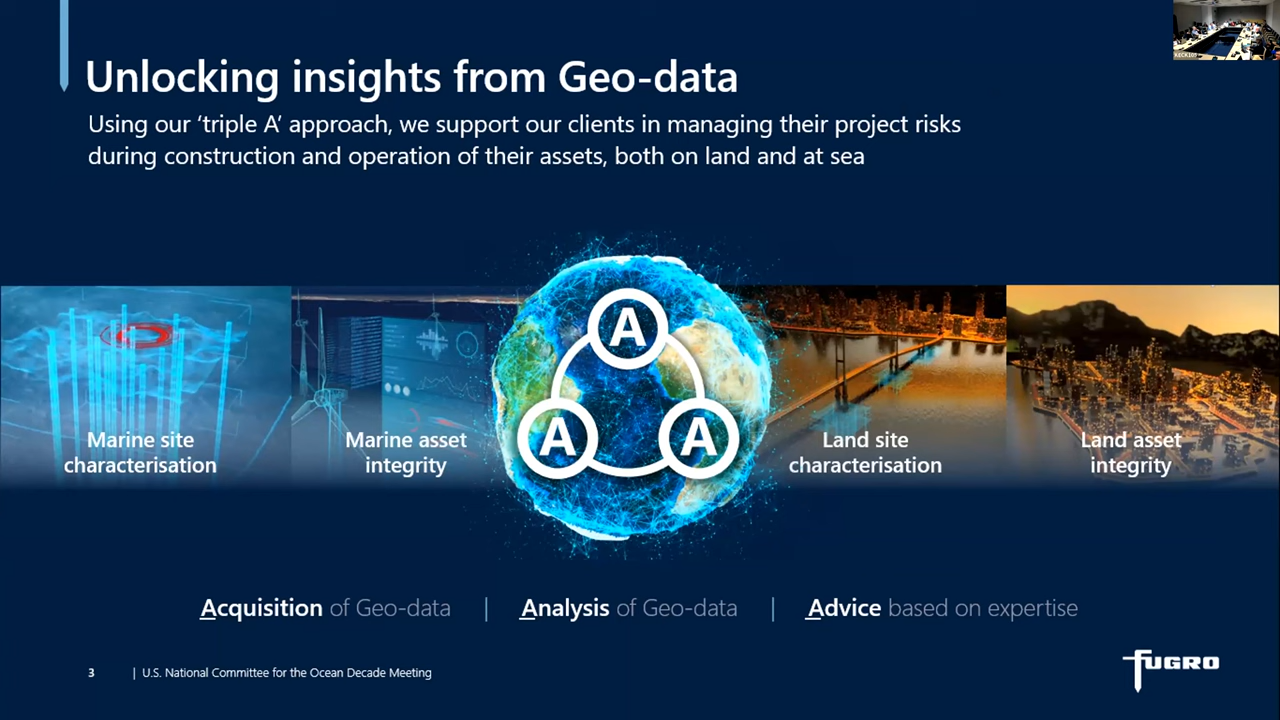 Unlocking insights from Geo-data
Using our ‘triple A’ approach, we support our clients in managing their project risks
during construction and operation of their assets, both on land and at sea
A
A
A
Marine site
characterisation
Marine asset
integrity
Land site
characterisation
Land asset
integrity
Acquisition of Geo-data | Analysis of Geo-data | Advice based on expertise
3 | U.S. National Committee for the Ocean Decade Meeting
FUGRO